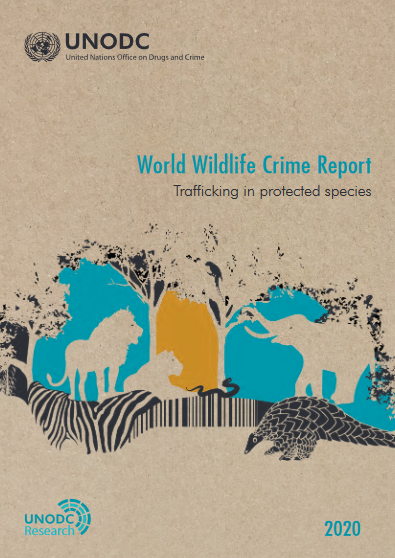 UNODC
United Nations Office on Drugs and Crime
World Wildlife Crime Report
Trafficking in protected species
UNODC
Research
2020